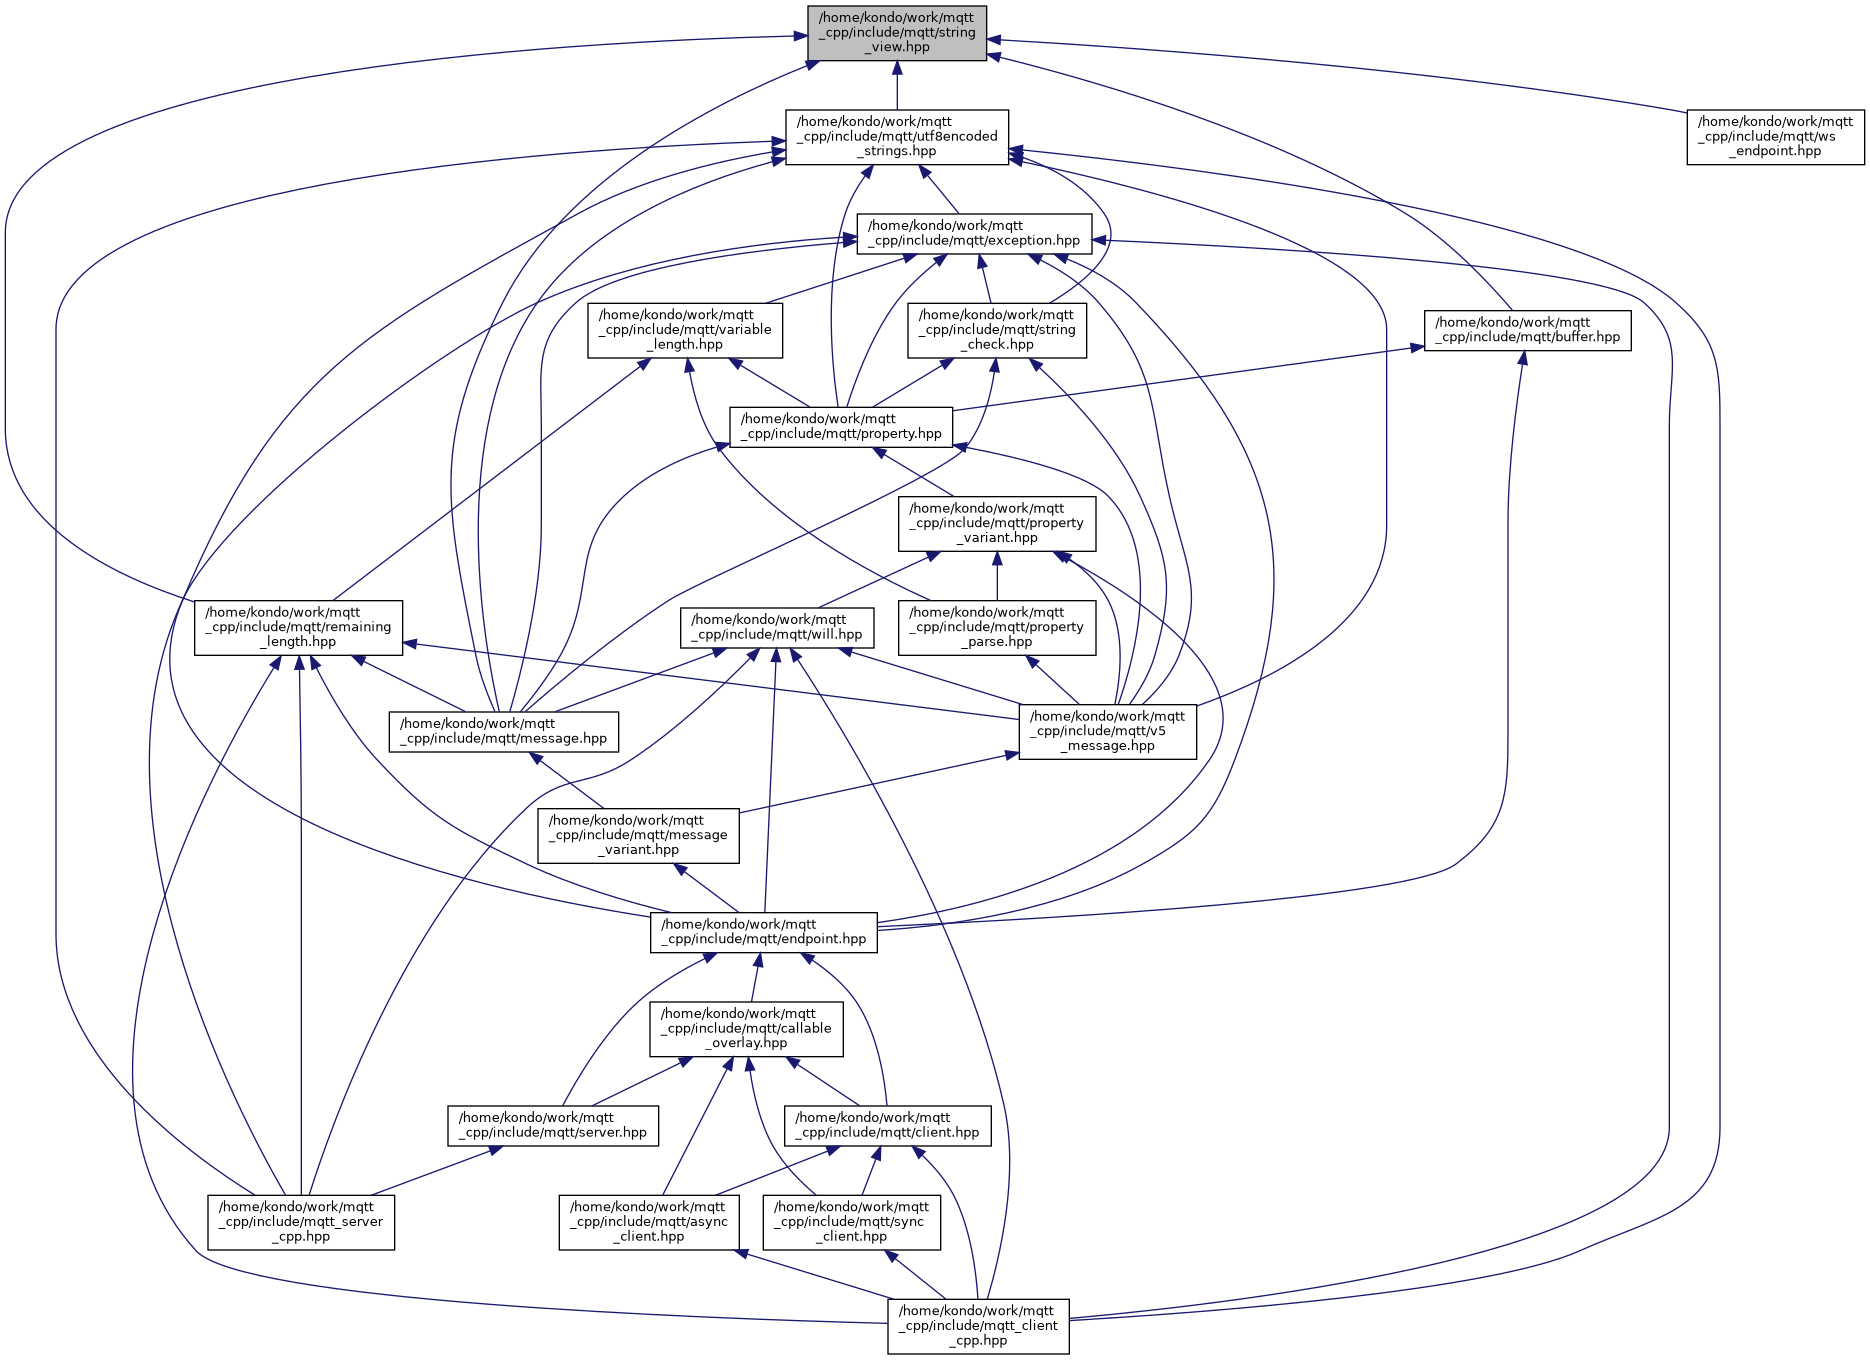 /home/kondo/work/mqtt
_cpp/include/mqtt/string
_view.hpp
/home/kondo/work/mqtt
_cpp/include/mqtt/utf8encoded
_strings.hpp
/home/kondo/work/mqtt
_cpp/include/mqtt/ws
_endpoint.hpp
/home/kondo/work/mqtt
_cpp/include/mqtt/exception.hpp
/home/kondo/work/mqtt
_cpp/include/mqtt/variable
_length.hpp
/home/kondo/work/mqtt
_cpp/include/mqtt/string
_check.hpp
/home/kondo/work/mqtt
_cpp/include/mqtt/buffer.hpp
/home/kondo/work/mqtt
_cpp/include/mqtt/property.hpp
/home/kondo/work/mqtt
_cpp/include/mqtt/property
_variant.hpp
/home/kondo/work/mqtt
_cpp/include/mqtt/remaining
_length.hpp
/home/kondo/work/mqtt
_cpp/include/mqtt/will.hpp
/home/kondo/work/mqtt
_cpp/include/mqtt/property
_parse.hpp
/home/kondo/work/mqtt
_cpp/include/mqtt/message.hpp
/home/kondo/work/mqtt
_cpp/include/mqtt/v5
_message.hpp
/home/kondo/work/mqtt
_cpp/include/mqtt/message
_variant.hpp
/home/kondo/work/mqtt
_cpp/include/mqtt/endpoint.hpp
/home/kondo/work/mqtt
_cpp/include/mqtt/callable
_overlay.hpp
/home/kondo/work/mqtt
_cpp/include/mqtt/server.hpp
/home/kondo/work/mqtt
_cpp/include/mqtt/client.hpp
/home/kondo/work/mqtt
_cpp/include/mqtt_server
_cpp.hpp
/home/kondo/work/mqtt
_cpp/include/mqtt/async
_client.hpp
/home/kondo/work/mqtt
_cpp/include/mqtt/sync
_client.hpp
/home/kondo/work/mqtt
_cpp/include/mqtt_client
_cpp.hpp